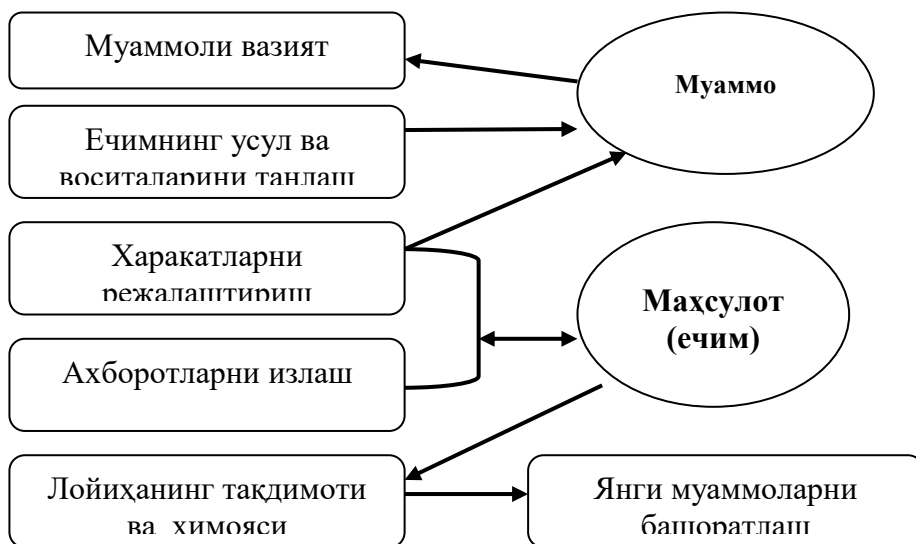 Муаммоли вазият
Муаммо
Ечимнинг усул ва
воситаларини танлаш
Харакатларни
режалаштириш
Маҳсулот
(ечим)
Ахборотларни излаш
Лойиҳанинг тақдимоти
ва ҳимояси
Янги муаммоларни
башоратлаш